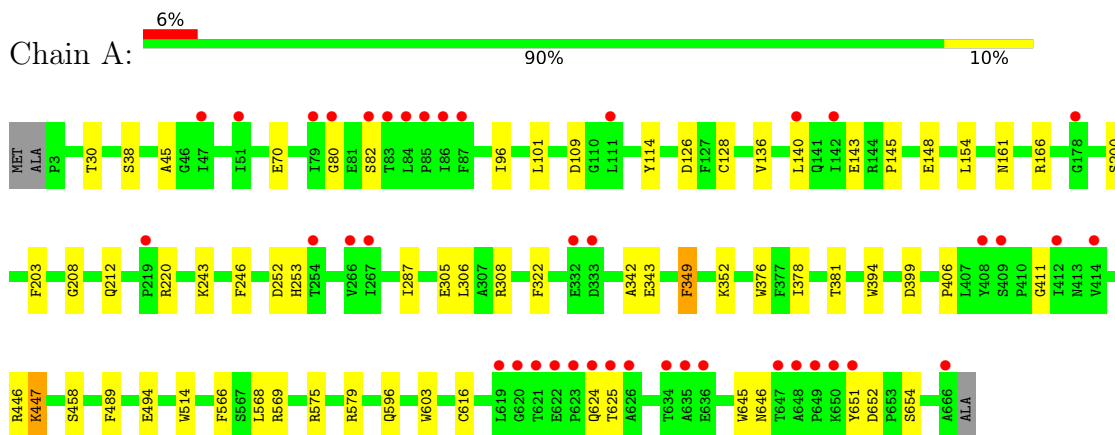 6%
Chain A:
90%
10%
MET ALA P3 T30 S38 A45 G46 I47 I51 E70 I79 G80 E81 S82 T83 L84 P85 I86 F87 I96 L101 D109 G110 L111 Y114 D126 F127 C128 V136 L140 Q141 I142 E143 R144 P145 E148 L154 N161 R166 G178 S200
F203 G208 Q212 P219 R220 K243 F246 D252 H253 T254 V266 I267 I287 E305 L306 A307 R308 F322 E332 D333 A342 E343 F349 K352 W376 F377 I378 T381 W394 D399 P406 L407 Y408 S409 P410 G411 I412 N413 V414
R446 K447 S458 F489 E494 W514 F566 S567 L568 R569 R575 R579 Q596 W603 C616 L619 G620 T621 E622 P623 Q624 T625 A626 T634 A635 E636 W645 N646 T647 A648 P649 K650 Y651 D652 P653 S654 A666 ALA